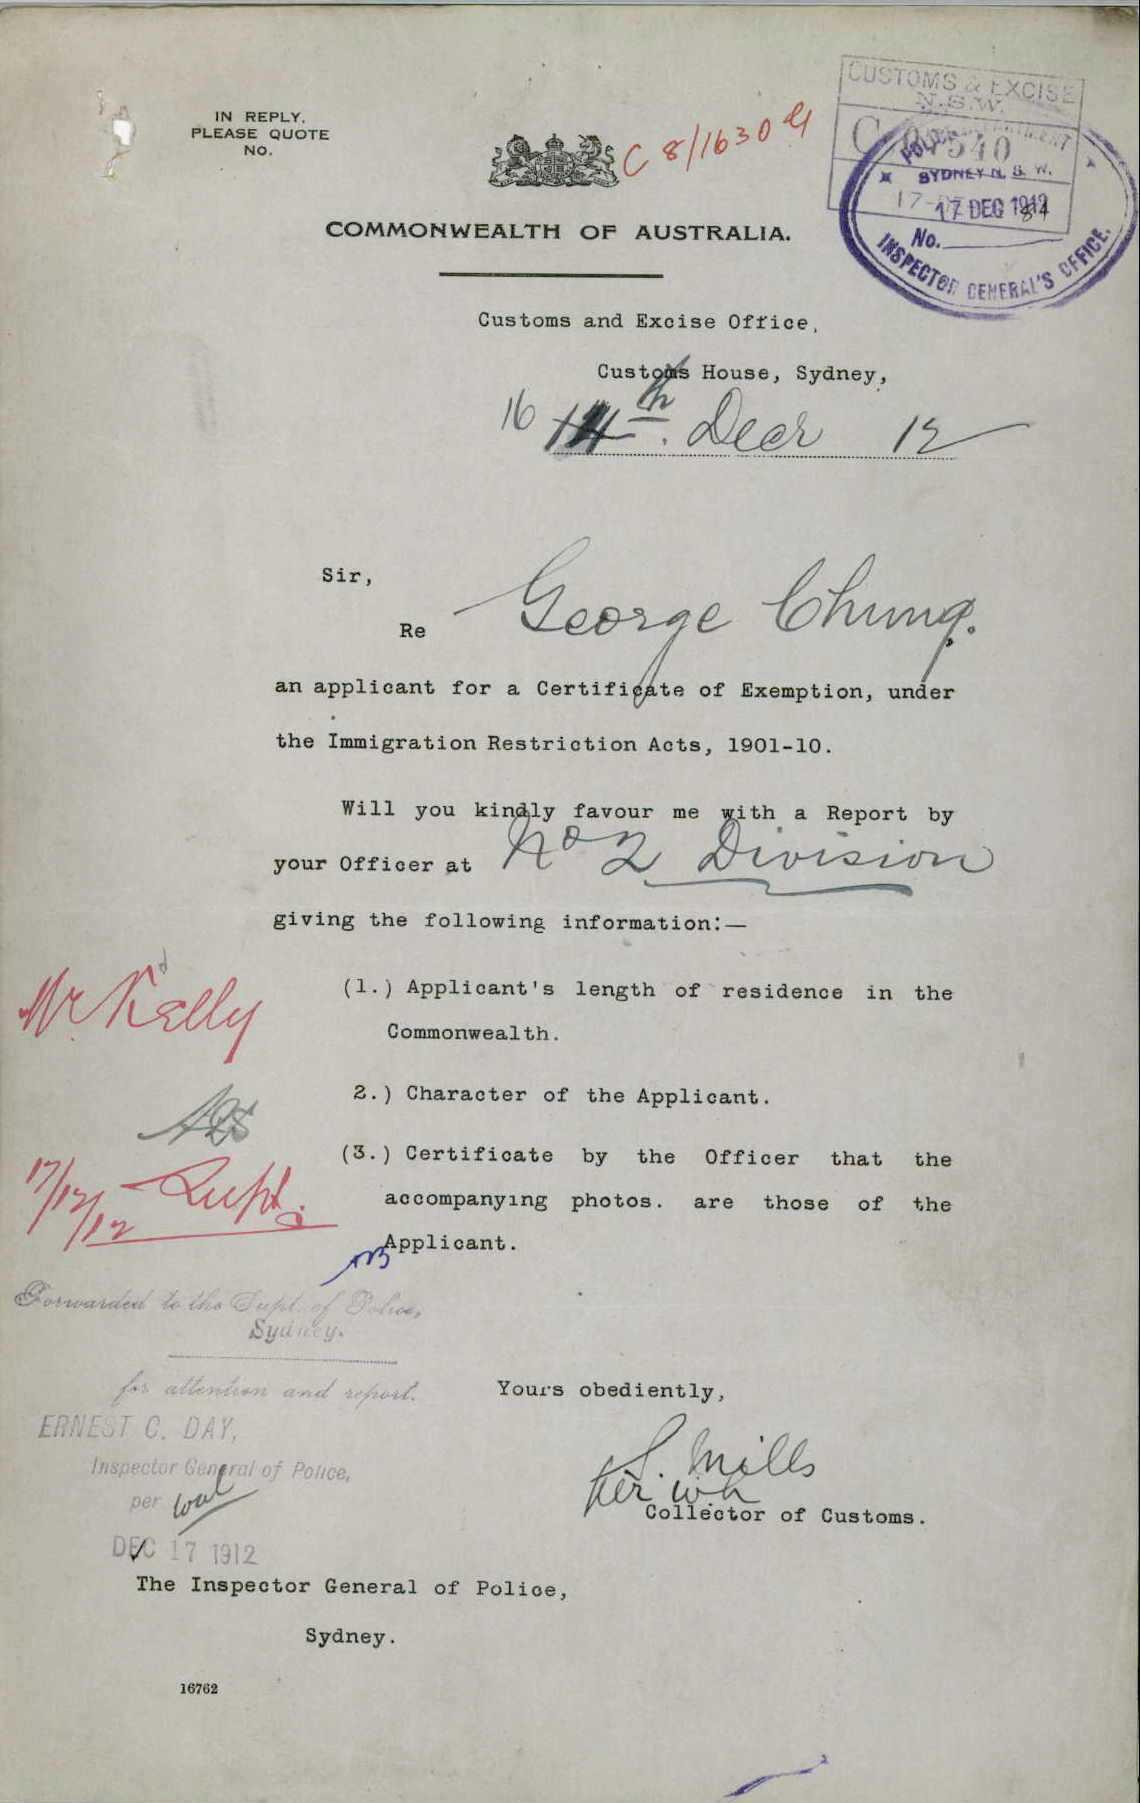 IN REPLY.
PLEASE QUOTE
NO.
C 8/1630
CUSTOMS & EXCISE
N.S.W.
SYDNEY N. S. W.
17 DEC 1912
No.
INSPECTOR GENERAL'S OFFICE.
COMMONWEALTH OF AUSTRALIA.
Customs and Excise Office,
Customs House, Sydney,
16 14th. Decr 12
Sir,
Re George Chung.
an applicant for a Certificate of Exemption, under
the Immigration Restriction Acts, 1901-10.
Will you kindly favour me with a Report by
your Officer at No 2 Division
giving the following information:—
(1.) Applicant's length of residence in the
Commonwealth.
Mr Kelly
2.) Character of the Applicant.
(3.) Certificate by the Officer that the
accompanying photos. are those of the
Applicant.
17/12/12 Supt.
Forwarded to the Supt. of Police,
Sydney.
for attention and report.
ERNEST C. DAY,
Inspector General of Police,
per
DEC 17 1912
Yours obediently,
S. Mills
Per
Collector of Customs.
The Inspector General of Police,
Sydney.
16762